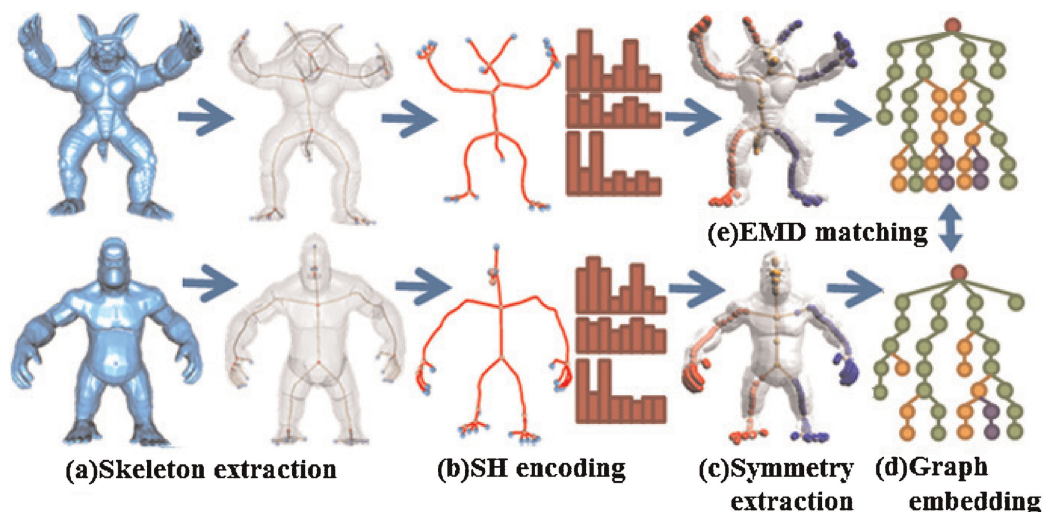 (e)EMD matching
(a)Skeleton extraction
(b)SH encoding
(c)Symmetry
extraction
(d)Graph
embedding